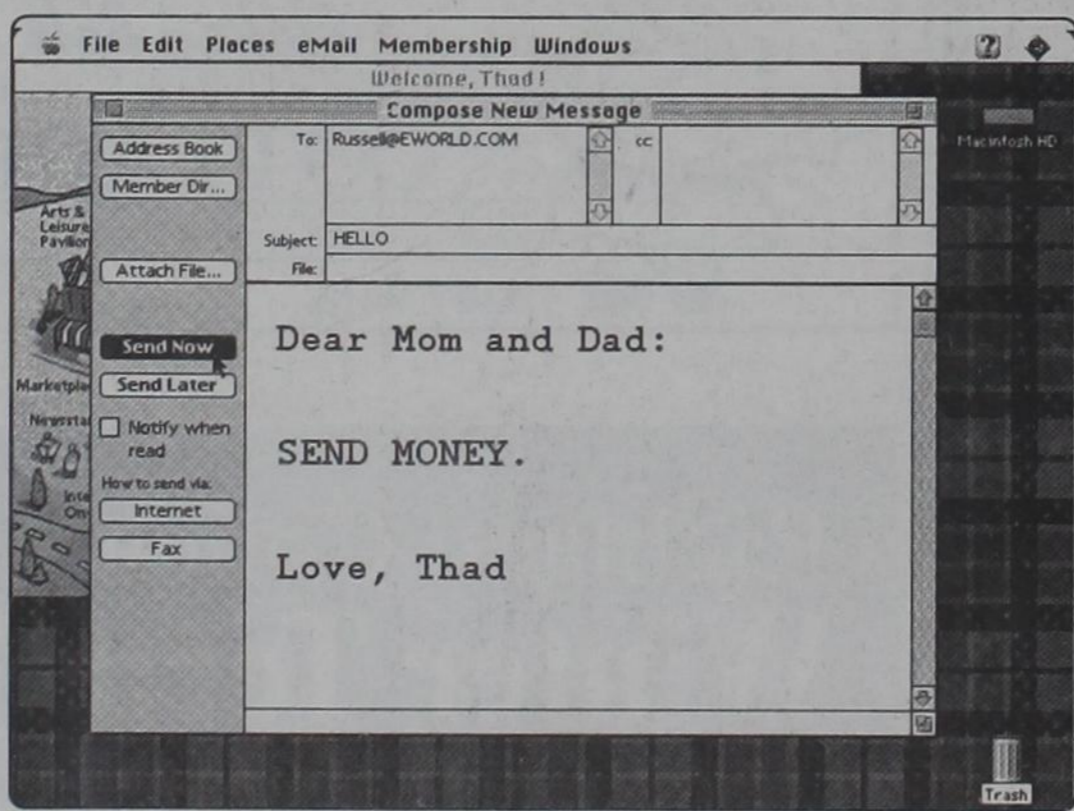 File Edit Places eMail Membership Windows
Welcome, Thad!
Compose New Message
Macintosh HD
Address Book
Member Dir...
To: Russell@EWORLD.COM
cc:
Subject: HELLO
File:
Attach File...
Send Now
Send Later
Notify when
read
How to send via:
Internet
Fax
Dear Mom and Dad:
SEND MONEY.
Love, Thad
Arts &
Leisure
Pavilion
Trash